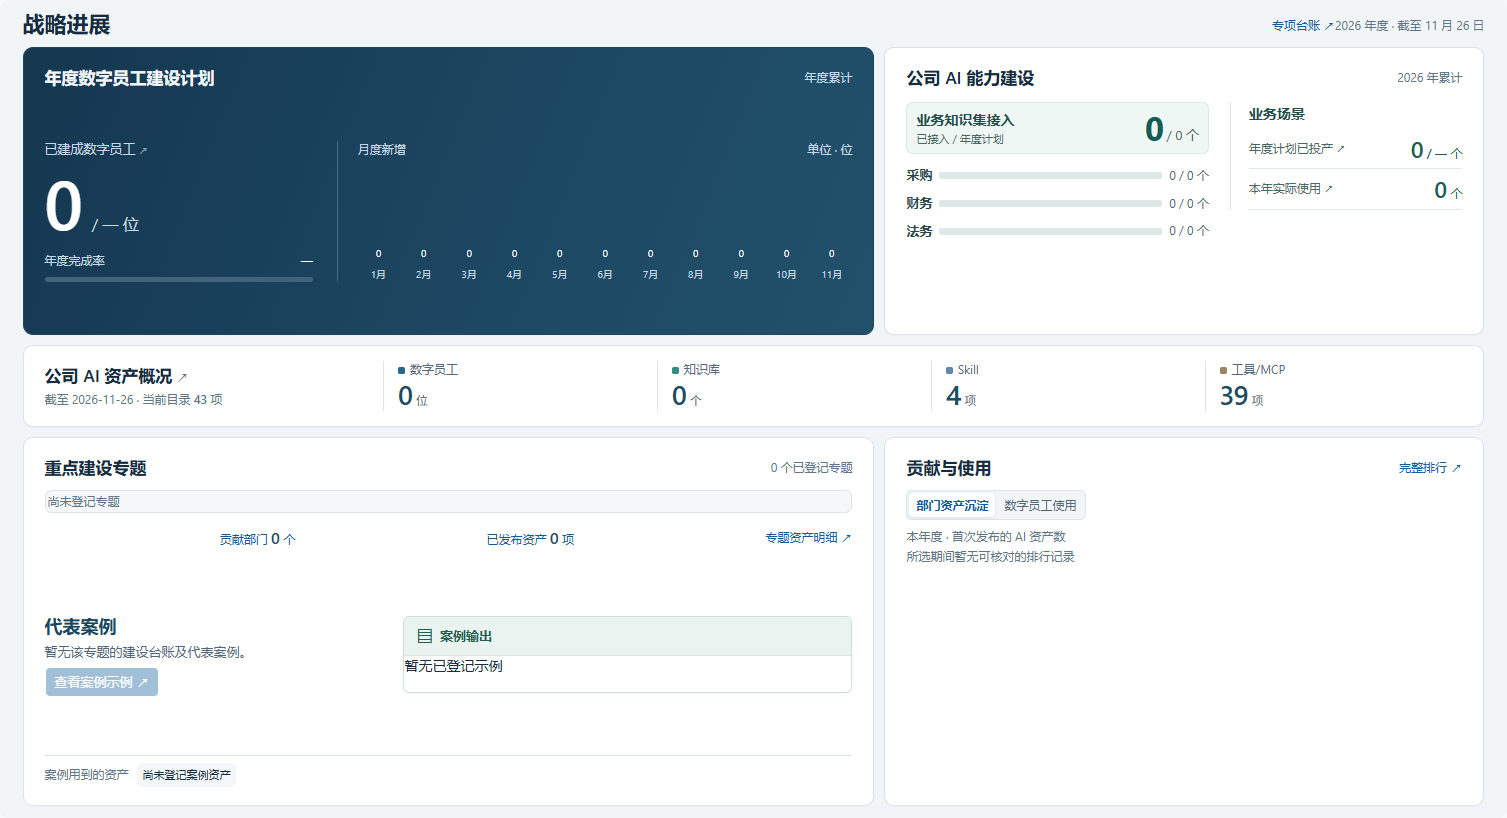 战略进展
专项台账 ↗ 2026 年度 · 截至 11 月 26 日
年度数字员工建设计划
年度累计
已建成数字员工 ↗
0 / — 位
年度完成率 —
月度新增
单位 · 位
0 0 0 0 0 0 0 0 0 0 0
1月 2月 3月 4月 5月 6月 7月 8月 9月 10月 11月
公司 AI 能力建设
2026 年累计
业务知识集接入
已接入 / 年度计划
0 / 0 个
采购 0 / 0 个
财务 0 / 0 个
法务 0 / 0 个
业务场景
年度计划已投产 ↗ 0 / — 个
本年实际使用 ↗ 0 个
公司 AI 资产概况 ↗
截至 2026-11-26 · 当前目录 43 项
数字员工
0 位
知识库
0 个
Skill
4 项
工具/MCP
39 项
重点建设专题
0 个已登记专题
尚未登记专题
贡献部门 0 个
已发布资产 0 项
专题资产明细 ↗
代表案例
暂无该专题的建设台账及代表案例。
查看案例示例 ↗
案例输出
暂无已登记示例
案例用到的资产 尚未登记案例资产
贡献与使用
完整排行 ↗
部门资产沉淀 数字员工使用
本年度 · 首次发布的 AI 资产数
所选期间暂无可核对的排行记录